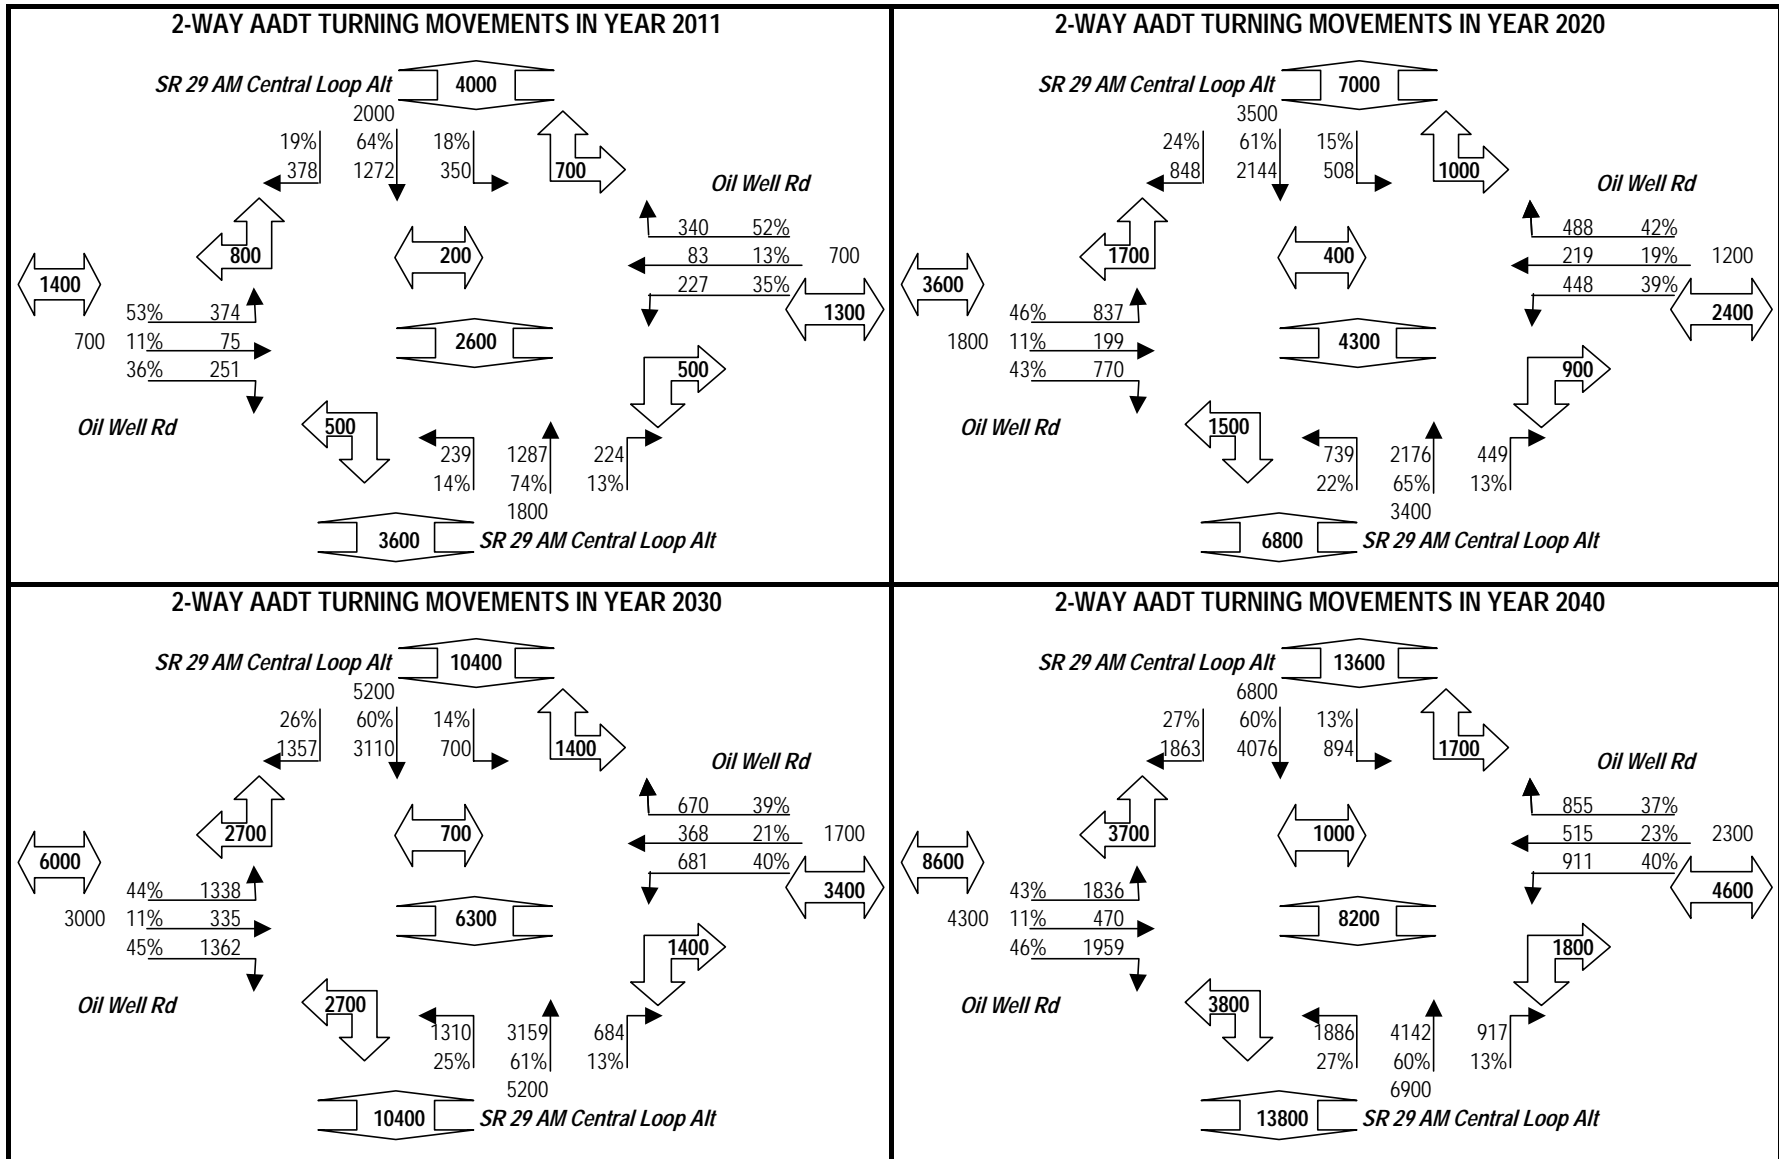 2-WAY AADT TURNING MOVEMENTS IN YEAR 2011
SR 29 AM Central Loop Alt 4000
2000
19% 64% 18%
378 1272 350 700
Oil Well Rd
340 52%
800 200 83 13% 700
1400 227 35%
53% 374 1300
700 11% 75 2600
36% 251 500
Oil Well Rd 500
239 1287 224
14% 74% 13%
1800
3600 SR 29 AM Central Loop Alt
2-WAY AADT TURNING MOVEMENTS IN YEAR 2020
SR 29 AM Central Loop Alt 7000
3500
24% 61% 15%
848 2144 508 1000
Oil Well Rd
488 42%
1700 400 219 19% 1200
3600 448 39%
46% 837 2400
1800 11% 199 4300
43% 770 900
Oil Well Rd 1500
739 2176 449
22% 65% 13%
3400
6800 SR 29 AM Central Loop Alt
2-WAY AADT TURNING MOVEMENTS IN YEAR 2030
SR 29 AM Central Loop Alt 10400
5200
26% 60% 14%
1357 3110 700 1400
Oil Well Rd
670 39%
2700 700 368 21% 1700
6000 681 40%
44% 1338 3400
3000 11% 335 6300
45% 1362 1400
Oil Well Rd 2700
1310 3159 684
25% 61% 13%
5200
10400 SR 29 AM Central Loop Alt
2-WAY AADT TURNING MOVEMENTS IN YEAR 2040
SR 29 AM Central Loop Alt 13600
6800
27% 60% 13%
1863 4076 894 1700
Oil Well Rd
855 37%
3700 1000 515 23% 2300
8600 911 40%
43% 1836 4600
4300 11% 470 8200
46% 1959 1800
Oil Well Rd 3800
1886 4142 917
27% 60% 13%
6900
13800 SR 29 AM Central Loop Alt